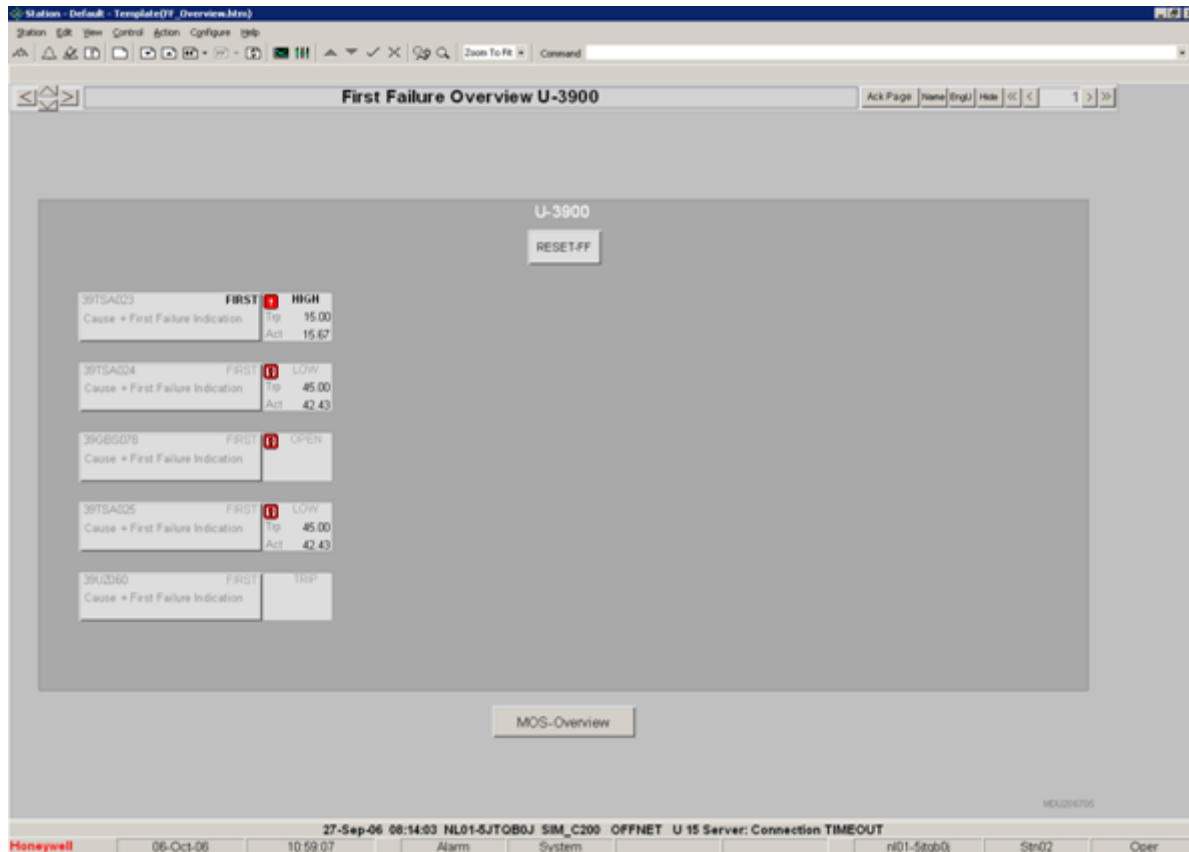 Station - Default - Template(FF_Overview.htm)
Station Edit View Control Action Configure Help
Zoom To Fit Command
First Failure Overview U-3900 Ack Page Name EngU Hide 1
U-3900
RESET-FF
39TSA023 FIRST HIGH
Cause + First Failure Indication Trp 15.00
Act 15.67
39TSA024 FIRST LOW
Cause + First Failure Indication Trp 45.00
Act 42.43
39GBS078 FIRST OPEN
Cause + First Failure Indication
39TSA025 FIRST LOW
Cause + First Failure Indication Trp 45.00
Act 42.43
39UZ060 FIRST TRIP
Cause + First Failure Indication
MOS-Overview
MDU206705
27-Sep-06 08:14:03 NL01-5JTQB0J SIM_C200 OFFNET U 15 Server: Connection TIMEOUT
Honeywell 06-Oct-06 10:59:07 Alarm System nl01-5jtqb0j Stn02 Oper